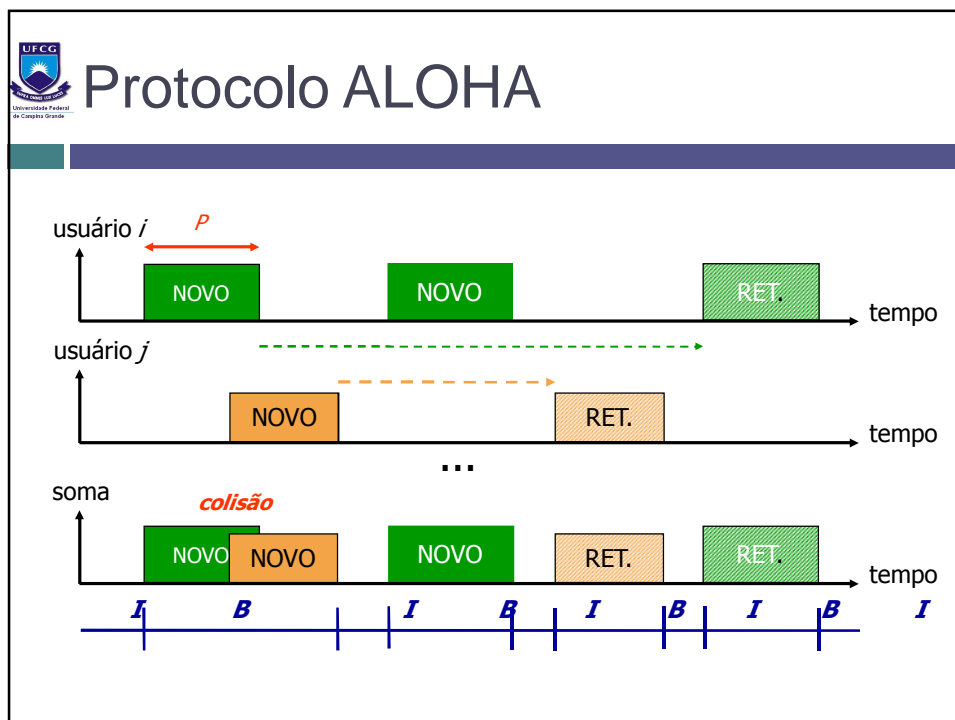 UFCG
Universidade Federal
de Campina Grande
Protocolo ALOHA
usuário i
P
NOVO
NOVO
RET.
tempo
usuário j
NOVO
RET.
tempo
...
soma
colisão
NOVO
NOVO
NOVO
RET.
RET.
tempo
I B I B I B I B I